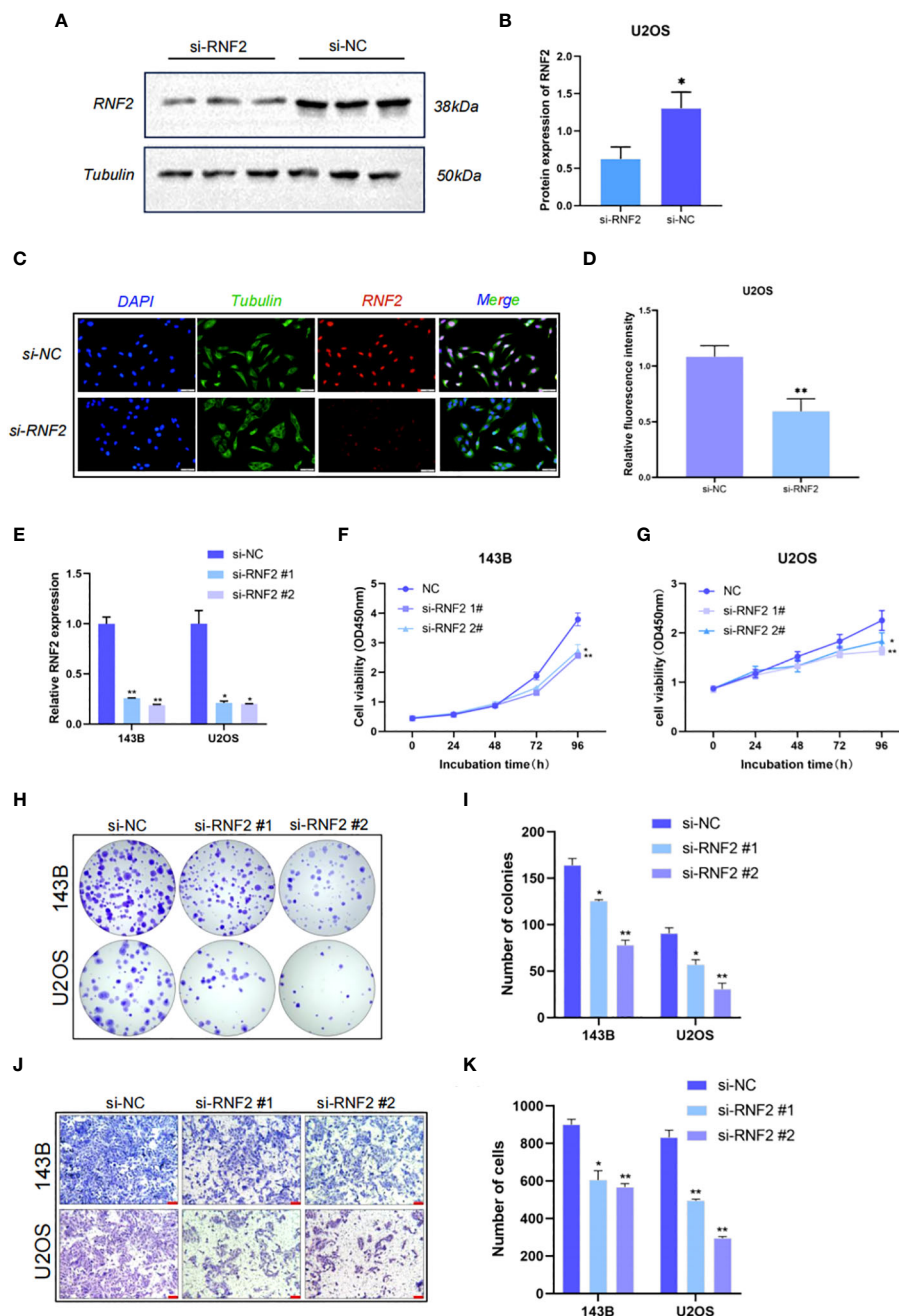 A
si-RNF2 si-NC
RNF2 38kDa
Tubulin 50kDa
B
U2OS
Protein expression of RNF2
2.0
1.5
1.0
0.5
0.0
*
si-RNF2 si-NC
C
DAPI Tubulin RNF2 Merge
si-NC
si-RNF2
D
U2OS
Relative fluorescence intensity
1.5
1.0
0.5
0.0
**
si-NC si-RNF2
E
si-NC
si-RNF2 #1
si-RNF2 #2
Relative RNF2 expression
1.5
1.0
0.5
0.0
** ** * *
143B U2OS
F
143B
NC
si-RNF2 1#
si-RNF2 2#
Cell viability (OD450nm)
5
4
3
2
1
0
*
**
0 24 48 72 96
Incubation time(h)
G
U2OS
NC
si-RNF2 1#
si-RNF2 2#
cell viability(OD450nm)
3
2
1
0
*
**
0 24 48 72 96
Incubation time(h)
H
si-NC si-RNF2 #1 si-RNF2 #2
143B
U2OS
I
si-NC
si-RNF2 #1
si-RNF2 #2
Number of colonies
200
150
100
50
0
* ** * **
143B U2OS
J
si-NC si-RNF2 #1 si-RNF2 #2
143B
U2OS
K
si-NC
si-RNF2 #1
si-RNF2 #2
Number of cells
1000
800
600
400
200
0
* ** ** **
143B U2OS